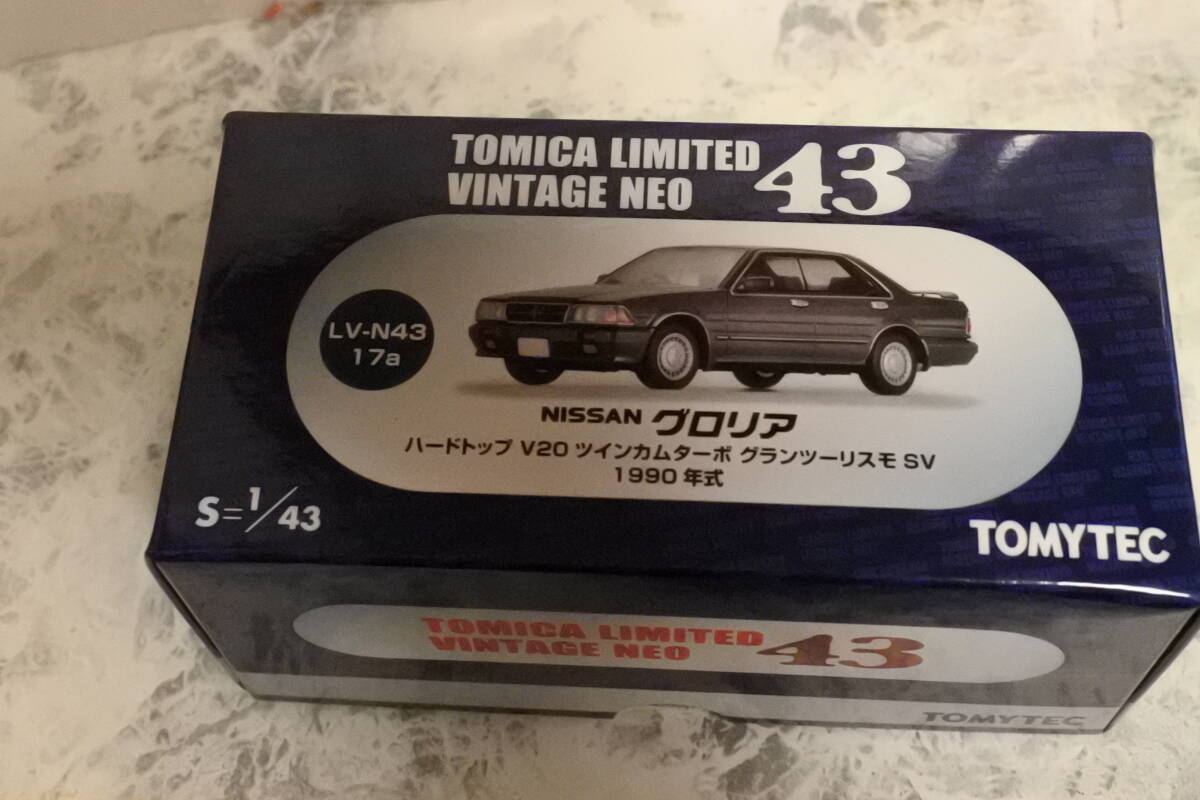 TOMICA LIMITED
VINTAGE NEO 43
LV-N43
17a
NISSAN グロリア
ハードトップ V20 ツインカムターボ グランツーリスモ SV
1990 年式
S=1/43
TOMYTEC
TOMICA LIMITED
VINTAGE NEO 43
TOMYTEC